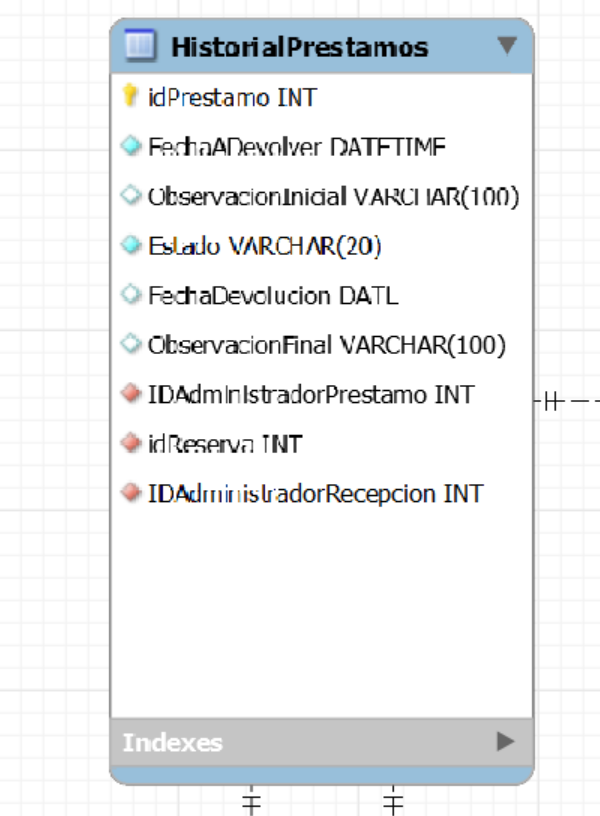 HistorialPrestamos
idPrestamo INT
FechaADevolver DATETIME
ObservacionInicial VARCHAR(100)
Estado VARCHAR(20)
FechaDevolucion DATE
ObservacionFinal VARCHAR(100)
IDAdministradorPrestamo INT
idReserva INT
IDAdministradorRecepcion INT
Indexes